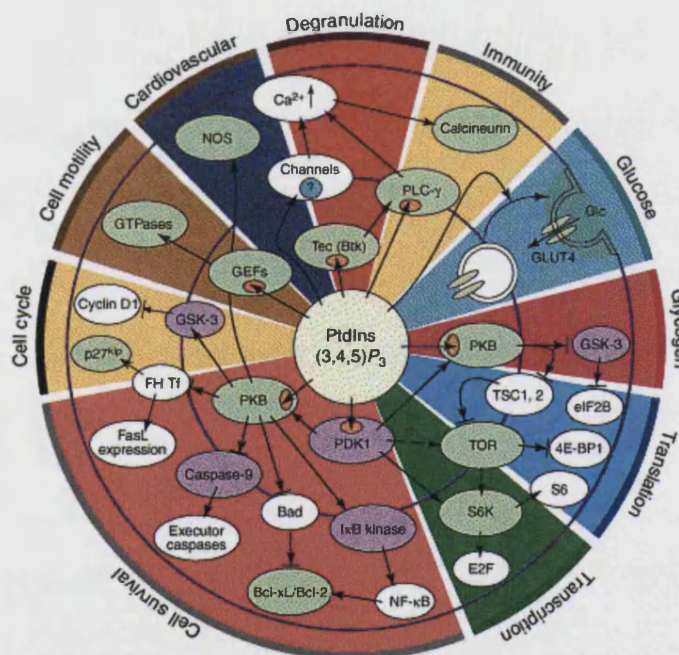 Degranulation
Immunity
Glucose
Glycogen
Translation
Transcription
Cell survival
Cell cycle
Cell motility
Cardiovascular
Ca²⁺↑
Calcineurin
NOS
Channels
?
PLC-γ
Glc
GLUT4
GTPases
GEFs
Tec (Btk)
Cyclin D1
GSK-3
PtdIns
(3,4,5)P₃
PKB
GSK-3
p27ᵏⁱᵖ
FH Tf
PKB
TSC1, 2
eIF2B
FasL
expression
PDK1
TOR
4E-BP1
Caspase-9
S6
Bad
IκB kinase
S6K
Executor
caspases
E2F
Bcl-xL/Bcl-2
NF-κB